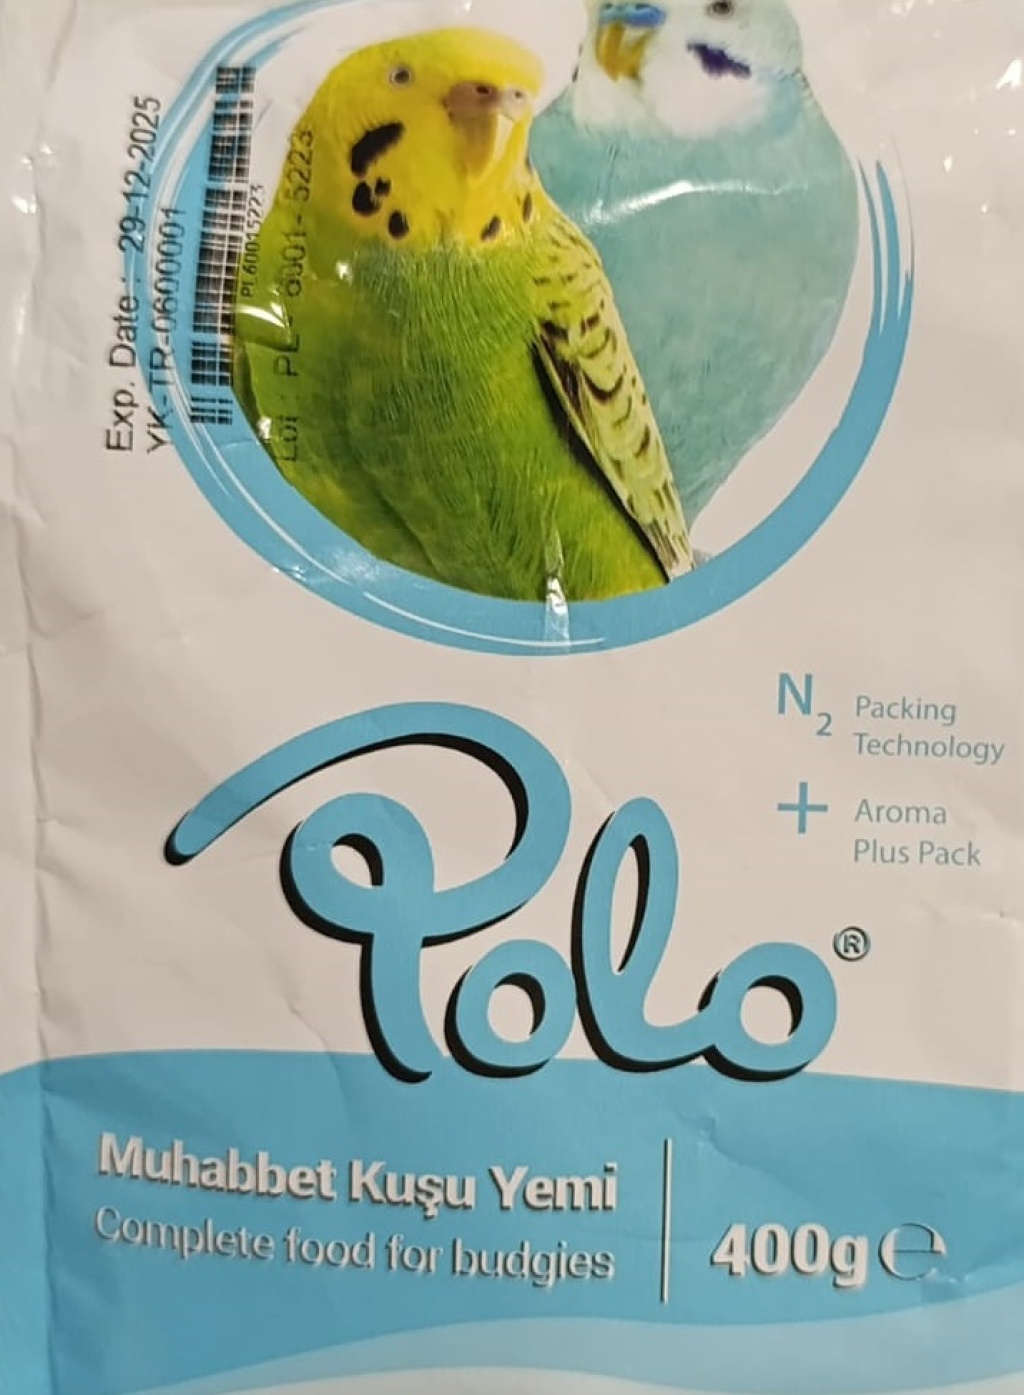 Exp. Date : 29-12-2025
YK-TR-0600001
PL60015223
Lot : PL - 6001- 5223
N2 Packing
Technology
+ Aroma
Plus Pack
Polo®
Muhabbet Kuşu Yemi
Complete food for budgies
400g ℮